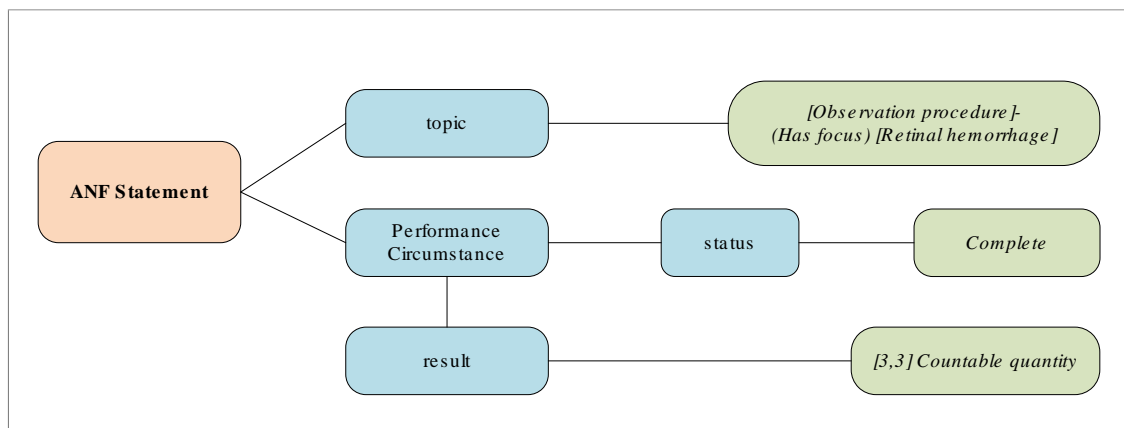 topic
[Observation procedure]-
(Has focus) [Retinal hemorrhage]
ANF Statement
Performance
Circumstance
status
Complete
result
[3,3] Countable quantity